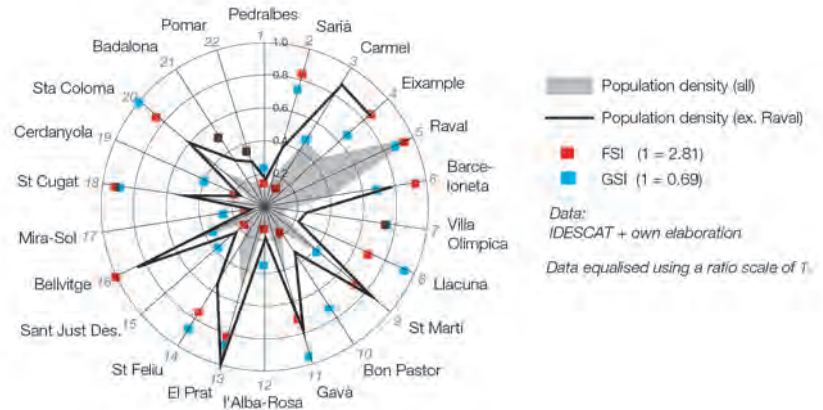 Pedralbes
Sarià
Carmel
Eixample
Raval
Barce-
loneta
Villa
Olimpica
Llacuna
St Martí
Bon Pastor
Gavà
l'Alba-Rosa
El Prat
St Feliu
Sant Just Des.
Bellvitge
Mira-Sol
St Cugat
Cerdanyola
Sta Coloma
Badalona
Pomar
1
2
3
4
5
6
7
8
9
10
11
12
13
14
15
16
17
18
19
20
21
22
1.0
0.8
0.6
0.4
0.2
Population density (all)
Population density (ex. Raval)
FSI (1 = 2.81)
GSI (1 = 0.69)
Data:
IDESCAT + own elaboration
Data equalised using a ratio scale of 1.